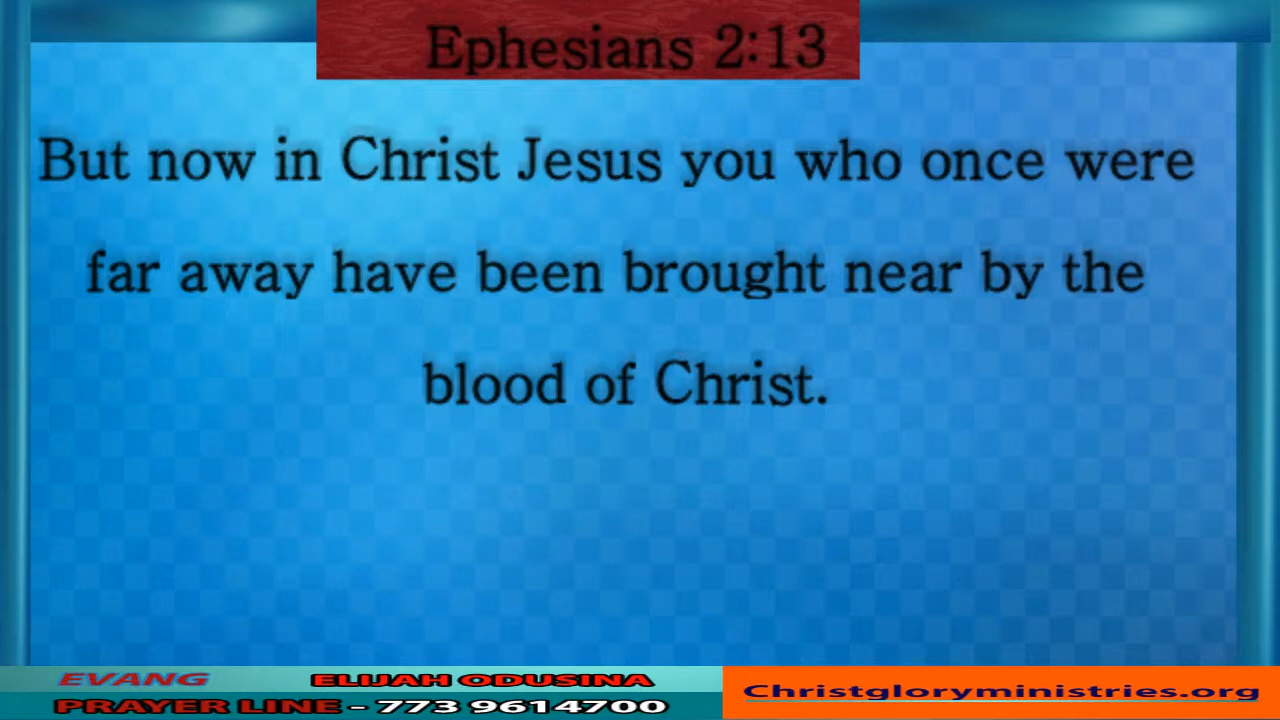 Ephesians 2:13
But now in Christ Jesus you who once were
far away have been brought near by the
blood of Christ.
EVANG ELIJAH ODUSINA
PRAYER LINE - 773 9614700
Christgloryministries.org